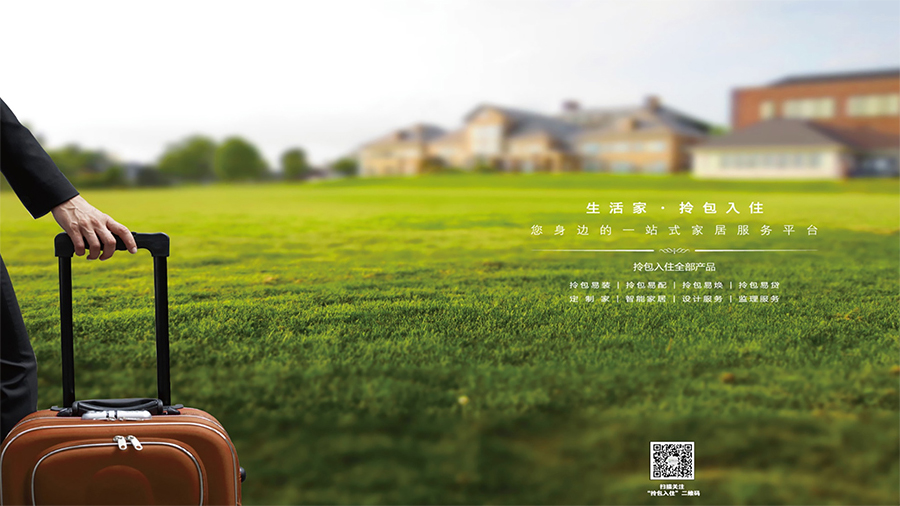 生活家·拎包入住
您身边的一站式家居服务平台
拎包入住全部产品
拎包易装 | 拎包易配 | 拎包易焕 | 拎包易贷
定制家 | 智能家居 | 设计服务 | 监理服务
扫描关注
“拎包入住”二维码